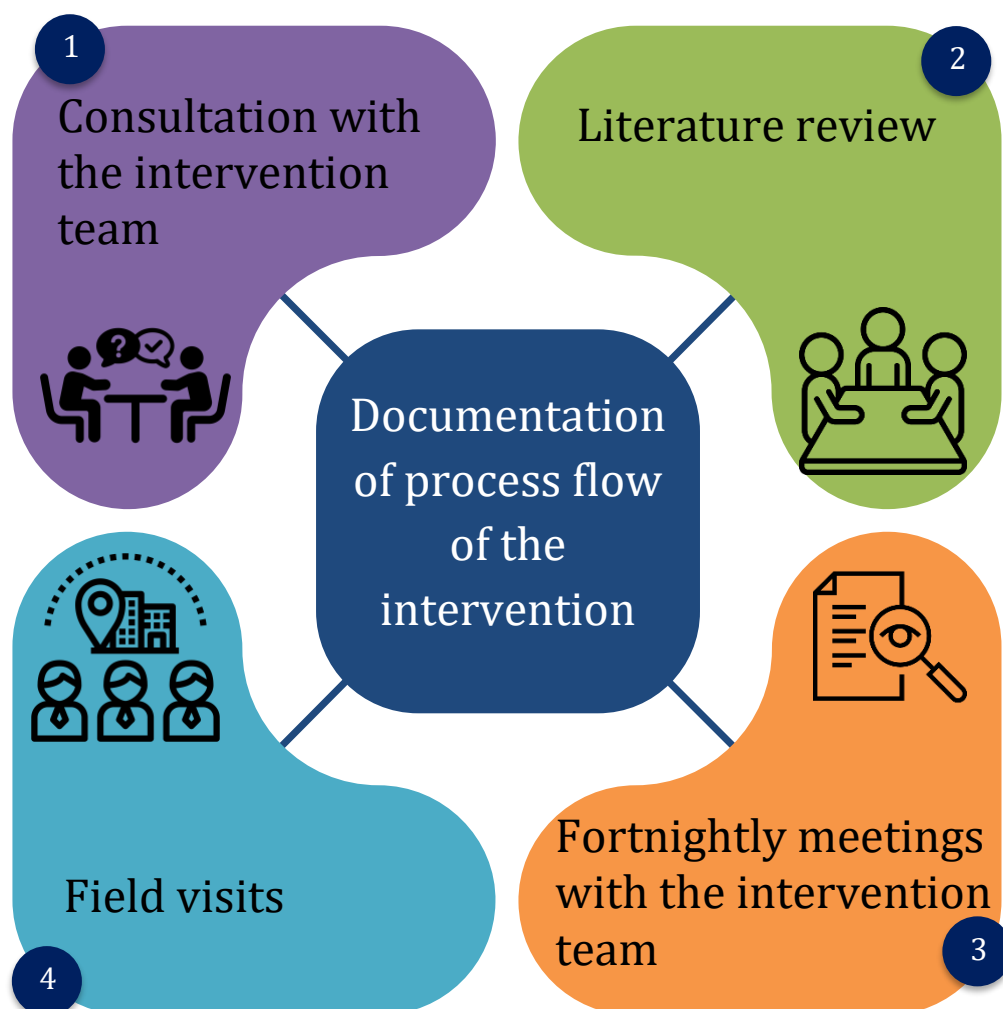 1
Consultation with
the intervention
team
2
Literature review
Documentation
of process flow
of the
intervention
Fortnightly meetings
with the intervention
team
3
Field visits
4